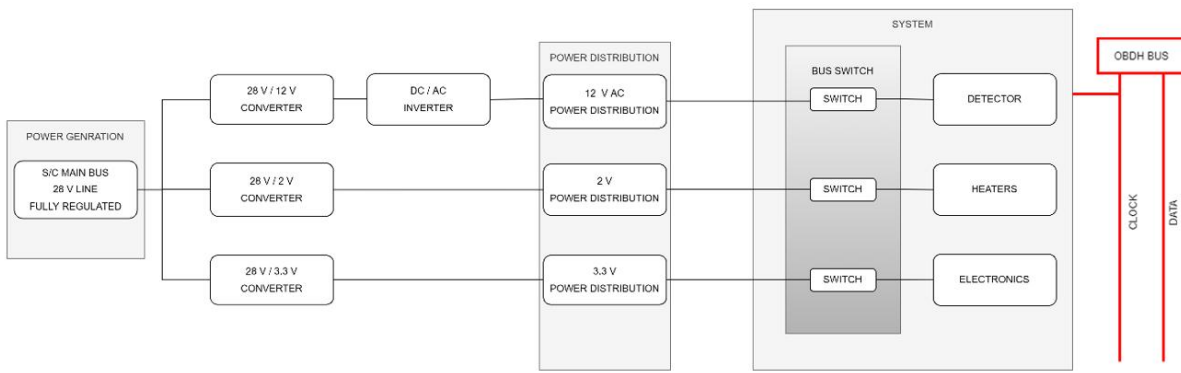 SYSTEM
OBDH BUS
POWER DISTRIBUTION
BUS SWITCH
28 V / 12 V
CONVERTER
DC / AC
INVERTER
12 V AC
POWER DISTRIBUTION
SWITCH
DETECTOR
POWER GENRATION
S/C MAIN BUS
28 V LINE
FULLY REGULATED
28 V / 2 V
CONVERTER
2 V
POWER DISTRIBUTION
SWITCH
HEATERS
CLOCK
DATA
28 V / 3.3 V
CONVERTER
3.3 V
POWER DISTRIBUTION
SWITCH
ELECTRONICS